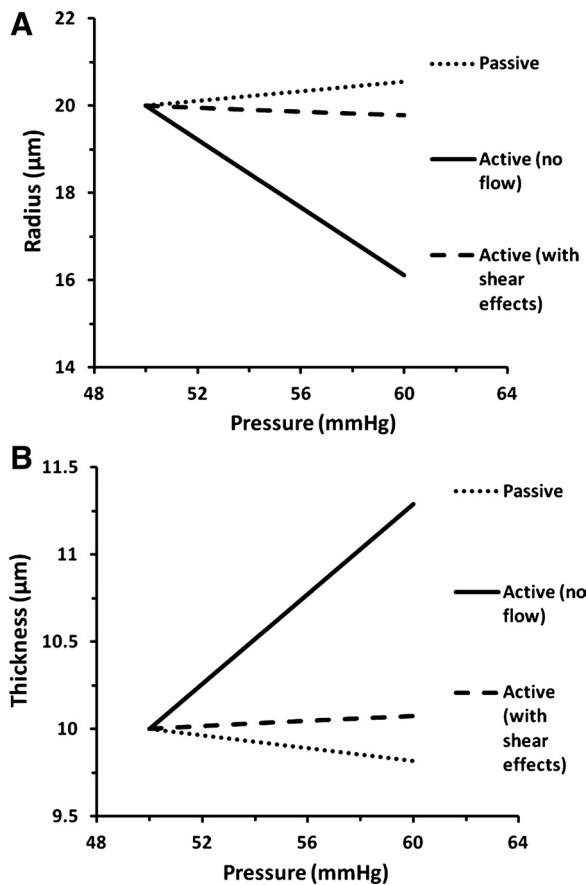 A
22
20
18
16
14
Radius (µm)
48
52
56
60
64
Pressure (mmHg)
Passive
Active (no
flow)
Active (with
shear
effects)
B
11.5
11
10.5
10
9.5
Thickness (µm)
48
52
56
60
64
Pressure (mmHg)
Passive
Active (no
flow)
Active
(with
shear
effects)